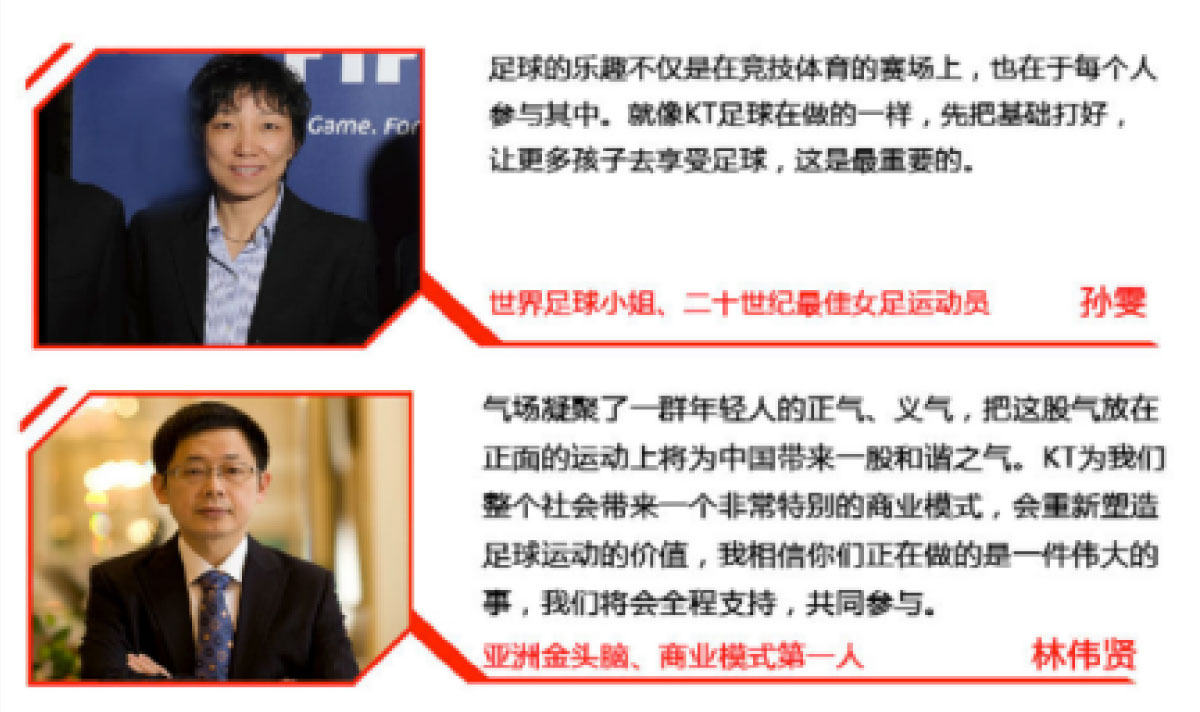 Game. For
足球的乐趣不仅是在竞技体育的赛场上，也在于每个人
参与其中。就像KT足球在做的一样，先把基础打好，
让更多孩子去享受足球，这是最重要的。
世界足球小姐、二十世纪最佳女足运动员 孙雯
气场凝聚了一群年轻人的正气、义气，把这股气放在
正面的运动上将为中国带来一股和谐之气。KT为我们
整个社会带来一个非常特别的商业模式，会重新塑造
足球运动的价值，我相信你们正在做的是一件伟大的
事，我们将会全程支持，共同参与。
亚洲金头脑、商业模式第一人 林伟贤